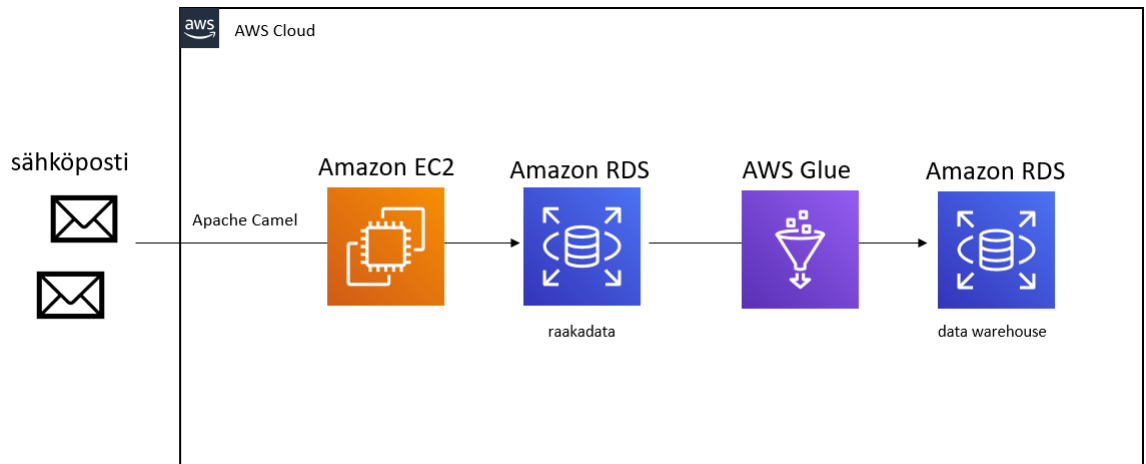 aws
AWS Cloud
sähköposti
Apache Camel
Amazon EC2
Amazon RDS
raakadata
AWS Glue
Amazon RDS
data warehouse